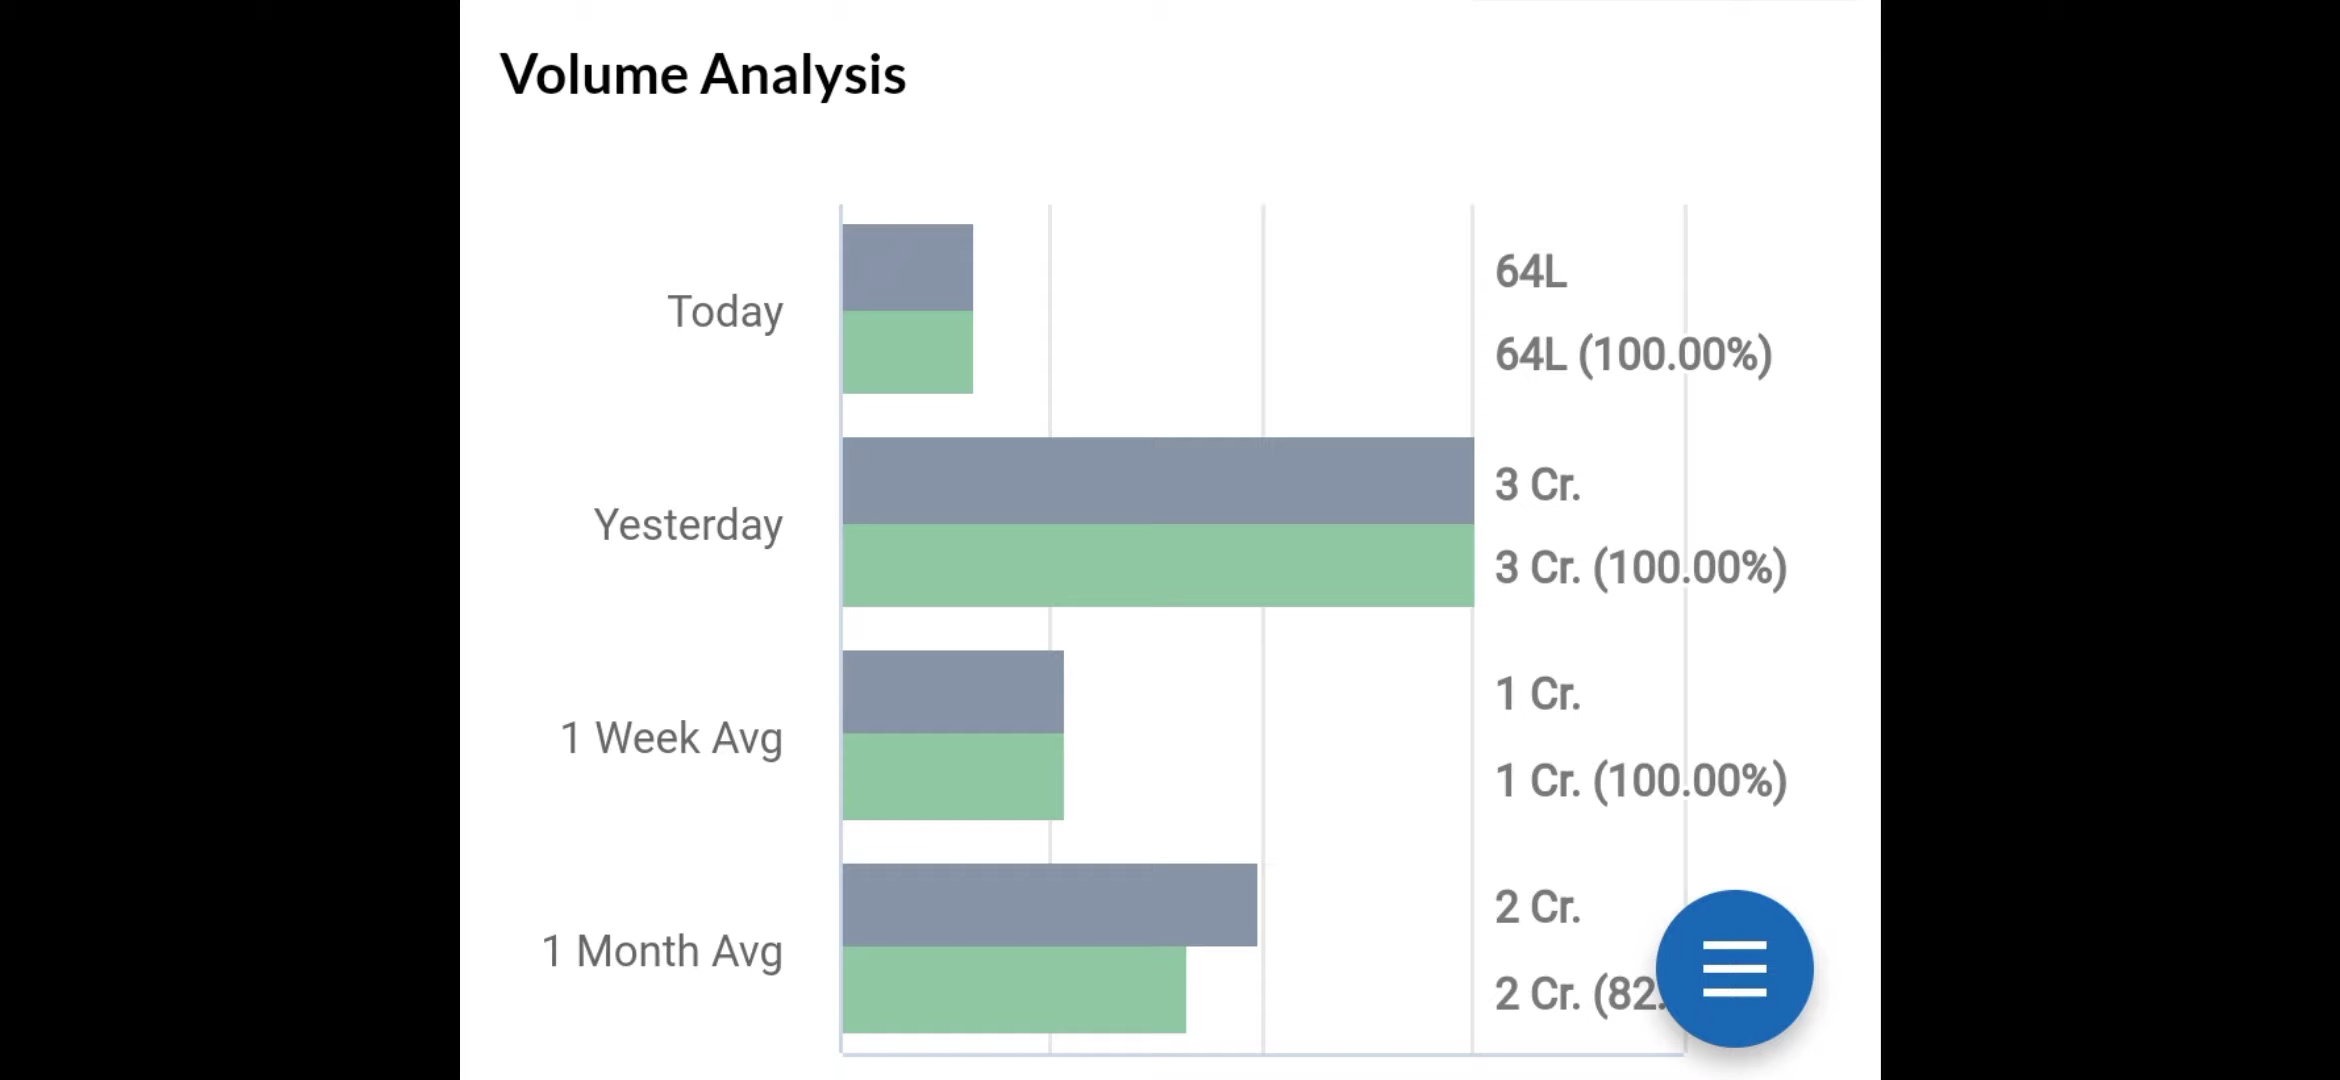 Volume Analysis
Today
64L
64L (100.00%)
Yesterday
3 Cr.
3 Cr. (100.00%)
1 Week Avg
1 Cr.
1 Cr. (100.00%)
1 Month Avg
2 Cr.
2 Cr. (82.